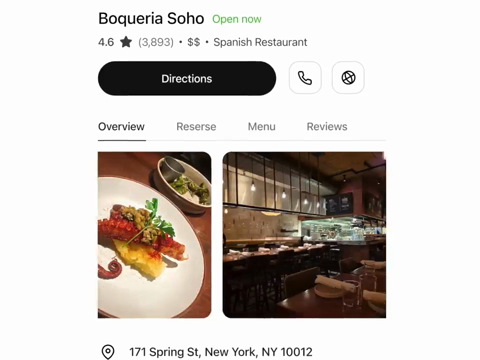 Boqueria Soho Open now
4.6 ★ (3,893) • $$ • Spanish Restaurant
Directions
Overview Reserse Menu Reviews
171 Spring St, New York, NY 10012